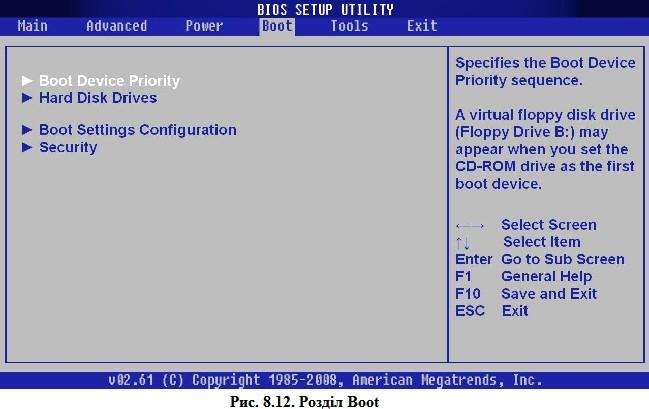 BIOS SETUP UTILITY
Main Advanced Power Boot Tools Exit
► Boot Device Priority
► Hard Disk Drives
► Boot Settings Configuration
► Security
Specifies the Boot Device
Priority sequence.
A virtual floppy disk drive
(Floppy Drive B:) may
appear when you set the
CD-ROM drive as the first
boot device.
←→ Select Screen
↑↓ Select Item
Enter Go to Sub Screen
F1 General Help
F10 Save and Exit
ESC Exit
v02.61 (C) Copyright 1985-2008, American Megatrends, Inc.
Рис. 8.12. Розділ Boot